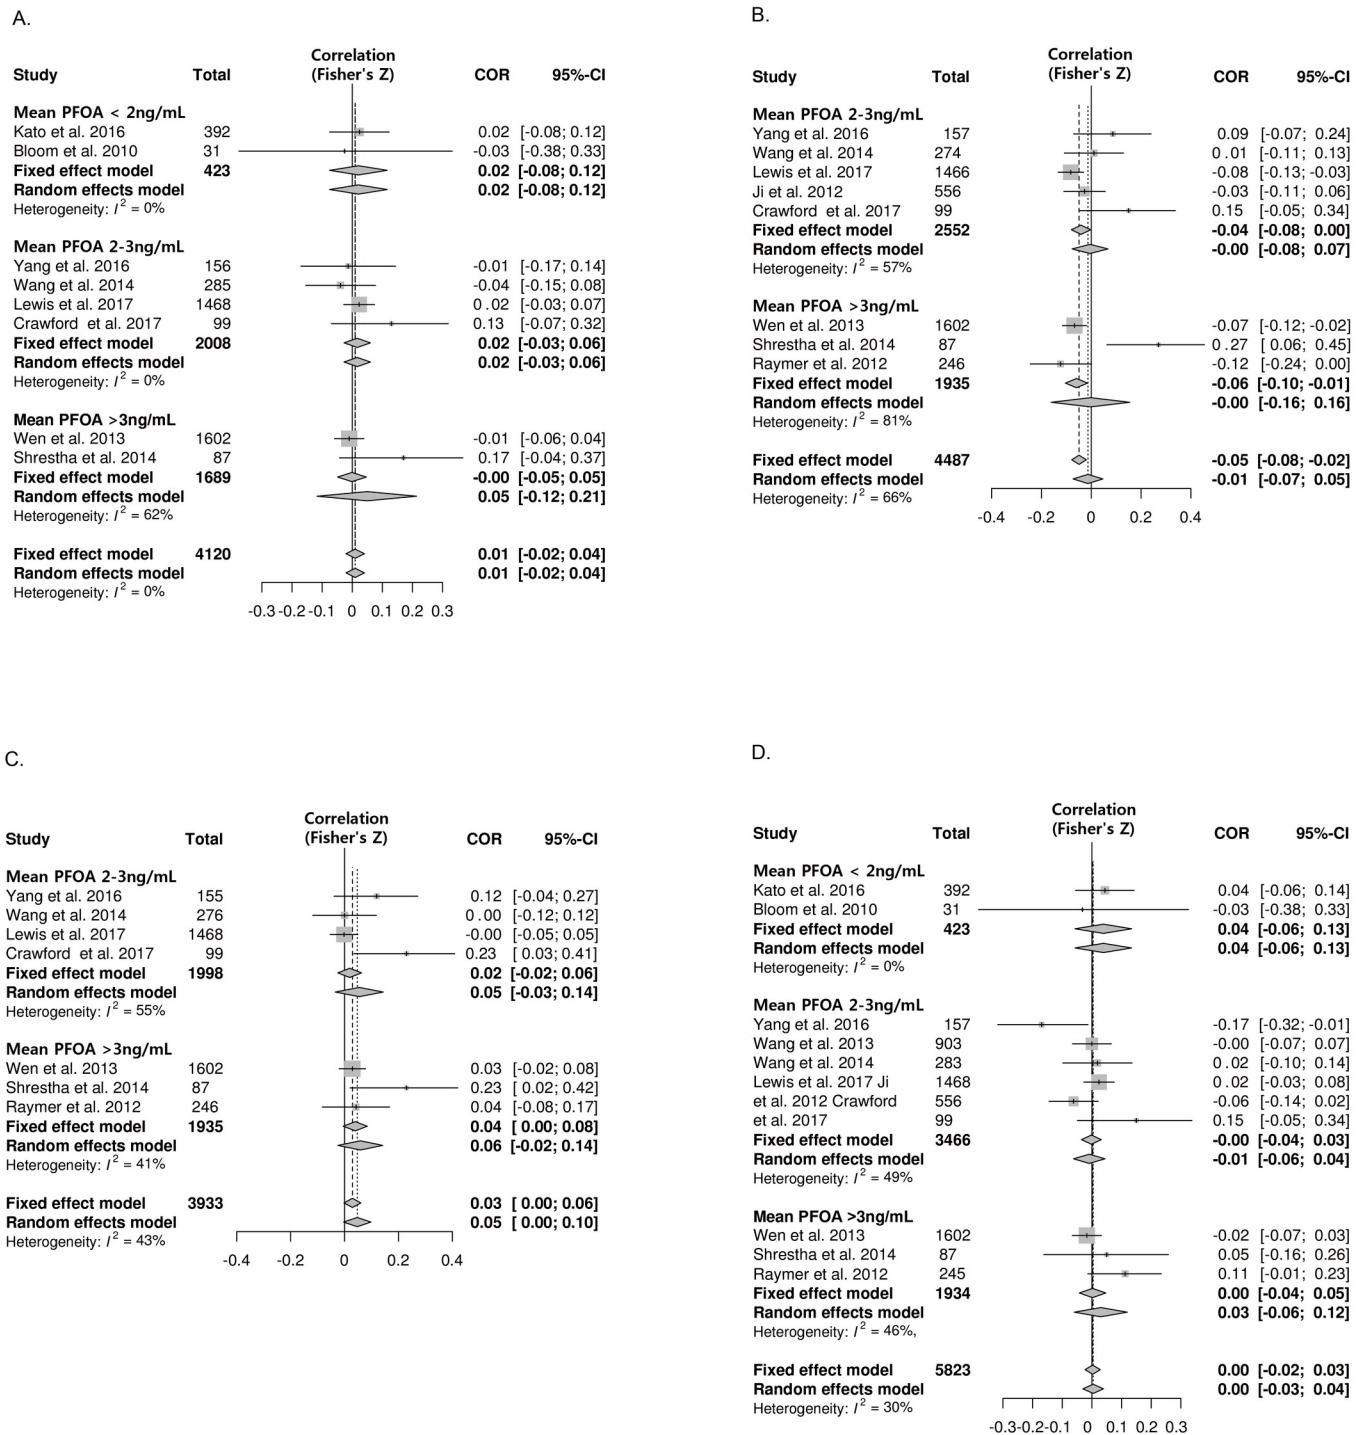 A.
Correlation
(Fisher's Z)
Study Total COR 95%-CI
Mean PFOA < 2ng/mL
Kato et al. 2016 392 0.02 [-0.08; 0.12]
Bloom et al. 2010 31 -0.03 [-0.38; 0.33]
Fixed effect model 423 0.02 [-0.08; 0.12]
Random effects model 0.02 [-0.08; 0.12]
Heterogeneity: I² = 0%
Mean PFOA 2-3ng/mL
Yang et al. 2016 156 -0.01 [-0.17; 0.14]
Wang et al. 2014 285 -0.04 [-0.15; 0.08]
Lewis et al. 2017 1468 0.02 [-0.03; 0.07]
Crawford et al. 2017 99 0.13 [-0.07; 0.32]
Fixed effect model 2008 0.02 [-0.03; 0.06]
Random effects model 0.02 [-0.03; 0.06]
Heterogeneity: I² = 0%
Mean PFOA >3ng/mL
Wen et al. 2013 1602 -0.01 [-0.06; 0.04]
Shrestha et al. 2014 87 0.17 [-0.04; 0.37]
Fixed effect model 1689 -0.00 [-0.05; 0.05]
Random effects model 0.05 [-0.12; 0.21]
Heterogeneity: I² = 62%
Fixed effect model 4120 0.01 [-0.02; 0.04]
Random effects model 0.01 [-0.02; 0.04]
Heterogeneity: I² = 0%
-0.3 -0.2 -0.1 0 0.1 0.2 0.3
B.
Correlation
(Fisher's Z)
Study Total COR 95%-CI
Mean PFOA 2-3ng/mL
Yang et al. 2016 157 0.09 [-0.07; 0.24]
Wang et al. 2014 274 0.01 [-0.11; 0.13]
Lewis et al. 2017 1466 -0.08 [-0.13; -0.03]
Ji et al. 2012 556 -0.03 [-0.11; 0.06]
Crawford et al. 2017 99 0.15 [-0.05; 0.34]
Fixed effect model 2552 -0.04 [-0.08; 0.00]
Random effects model -0.00 [-0.08; 0.07]
Heterogeneity: I² = 57%
Mean PFOA >3ng/mL
Wen et al. 2013 1602 -0.07 [-0.12; -0.02]
Shrestha et al. 2014 87 0.27 [0.06; 0.45]
Raymer et al. 2012 246 -0.12 [-0.24; 0.00]
Fixed effect model 1935 -0.06 [-0.10; -0.01]
Random effects model -0.00 [-0.16; 0.16]
Heterogeneity: I² = 81%
Fixed effect model 4487 -0.05 [-0.08; -0.02]
Random effects model -0.01 [-0.07; 0.05]
Heterogeneity: I² = 66%
-0.4 -0.2 0 0.2 0.4
C.
Correlation
(Fisher's Z)
Study Total COR 95%-CI
Mean PFOA 2-3ng/mL
Yang et al. 2016 155 0.12 [-0.04; 0.27]
Wang et al. 2014 276 0.00 [-0.12; 0.12]
Lewis et al. 2017 1468 -0.00 [-0.05; 0.05]
Crawford et al. 2017 99 0.23 [0.03; 0.41]
Fixed effect model 1998 0.02 [-0.02; 0.06]
Random effects model 0.05 [-0.03; 0.14]
Heterogeneity: I² = 55%
Mean PFOA >3ng/mL
Wen et al. 2013 1602 0.03 [-0.02; 0.08]
Shrestha et al. 2014 87 0.23 [0.02; 0.42]
Raymer et al. 2012 246 0.04 [-0.08; 0.17]
Fixed effect model 1935 0.04 [ 0.00; 0.08]
Random effects model 0.06 [-0.02; 0.14]
Heterogeneity: I² = 41%
Fixed effect model 3933 0.03 [ 0.00; 0.06]
Random effects model 0.05 [ 0.00; 0.10]
Heterogeneity: I² = 43%
-0.4 -0.2 0 0.2 0.4
D.
Correlation
(Fisher's Z)
Study Total COR 95%-CI
Mean PFOA < 2ng/mL
Kato et al. 2016 392 0.04 [-0.06; 0.14]
Bloom et al. 2010 31 -0.03 [-0.38; 0.33]
Fixed effect model 423 0.04 [-0.06; 0.13]
Random effects model 0.04 [-0.06; 0.13]
Heterogeneity: I² = 0%
Mean PFOA 2-3ng/mL
Yang et al. 2016 157 -0.17 [-0.32; -0.01]
Wang et al. 2013 903 -0.00 [-0.07; 0.07]
Wang et al. 2014 283 0.02 [-0.10; 0.14]
Lewis et al. 2017 Ji 1468 0.02 [-0.03; 0.08]
et al. 2012 Crawford 556 -0.06 [-0.14; 0.02]
et al. 2017 99 0.15 [-0.05; 0.34]
Fixed effect model 3466 -0.00 [-0.04; 0.03]
Random effects model -0.01 [-0.06; 0.04]
Heterogeneity: I² = 49%
Mean PFOA >3ng/mL
Wen et al. 2013 1602 -0.02 [-0.07; 0.03]
Shrestha et al. 2014 87 0.05 [-0.16; 0.26]
Raymer et al. 2012 245 0.11 [-0.01; 0.23]
Fixed effect model 1934 0.00 [-0.04; 0.05]
Random effects model 0.03 [-0.06; 0.12]
Heterogeneity: I² = 46%,
Fixed effect model 5823 0.00 [-0.02; 0.03]
Random effects model 0.00 [-0.03; 0.04]
Heterogeneity: I² = 30%
-0.3 -0.2 -0.1 0 0.1 0.2 0.3